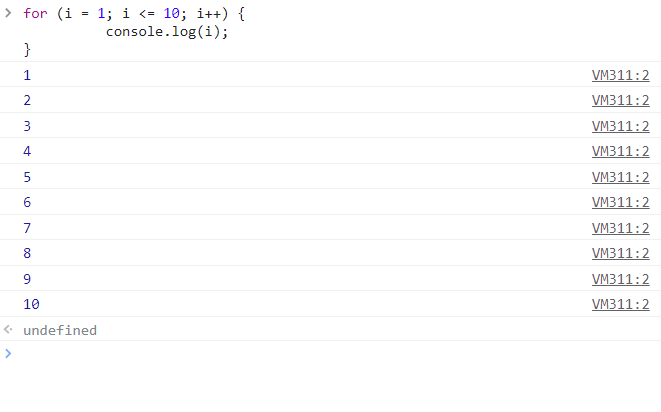 for (i = 1; i <= 10; i++) {
console.log(i);
}
1 VM311:2
2 VM311:2
3 VM311:2
4 VM311:2
5 VM311:2
6 VM311:2
7 VM311:2
8 VM311:2
9 VM311:2
10 VM311:2
undefined